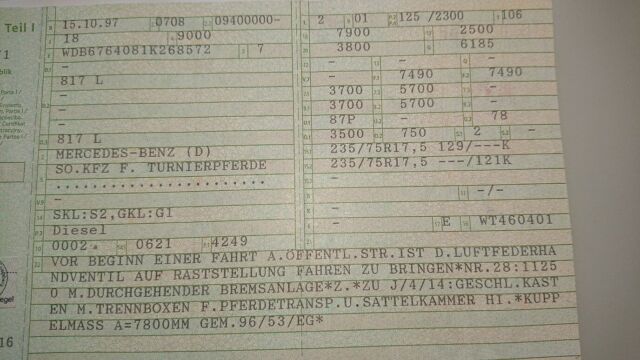 Teil I
B 15.10.97 0708 09400000-
18 9000
WDB6764081K268572 7
-
817 L
-
-
817 L
MERCEDES-BENZ (D)
SO.KFZ F. TURNIERPFERDE
-
SKL:S2,GKL:G1
Diesel
0002 0621 4249
2 01 125 /2300 106
7900 2500
3800 6185
- - -
- 7490 7490
3700 5700 -
3700 5700 -
87P - 78
3500 750 2 -
235/75R17,5 129/---K
235/75R17,5 ---/121K
-
- -/-
-
- E WT460401
-
VOR BEGINN EINER FAHRT A.ÖFFENTL.STR.IST D.LUFTFEDERHA
NDVENTIL AUF RASTSTELLUNG FAHREN ZU BRINGEN*NR.28:1125
0 M.DURCHGEHENDER BREMSANLAGE*Z.*ZU J/4/14:GESCHL.KAST
EN M.TRENNBOXEN F.PFERDETRANSP.U.SATTELKAMMER HI.*KUPP
ELMASS A=7800MM GEM.96/53/EG*
16